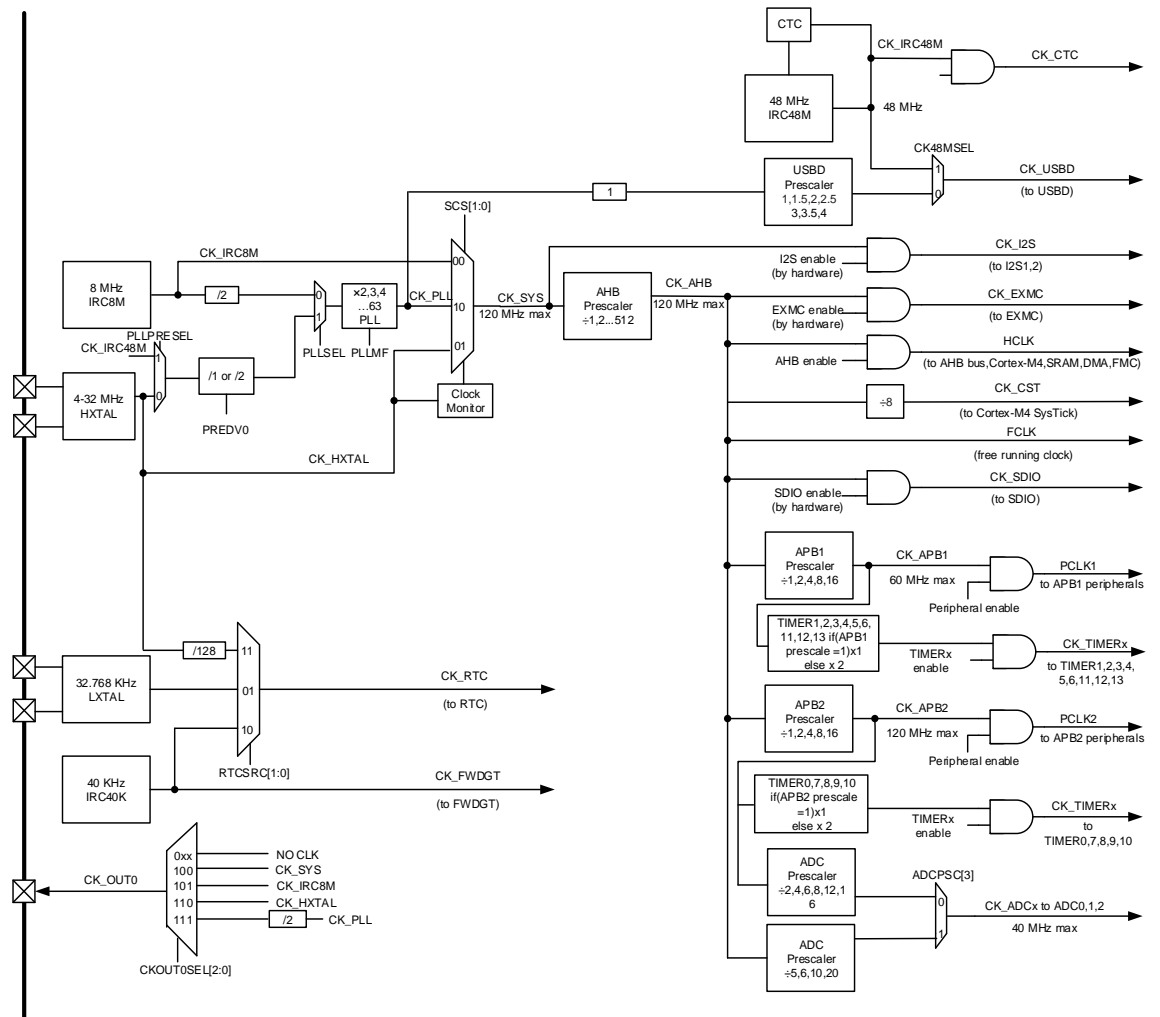 CTC
CK_IRC48M
CK_CTC
48 MHz
IRC48M
48 MHz
CK48MSEL
USBD
Prescaler
1,1.5,2,2.5
3,3.5,4
1
0
CK_USBD
(to USBD)
1
SCS[1:0]
CK_IRC8M
00
8 MHz
IRC8M
/2
0
1
×2,3,4
…63
PLL
CK_PLL
10
CK_SYS
120 MHz max
AHB
Prescaler
÷1,2...512
CK_AHB
120 MHz max
I2S enable
(by hardware)
CK_I2S
(to I2S1,2)
EXMC enable
(by hardware)
CK_EXMC
(to EXMC)
PLLPRESEL
CK_IRC48M
1
0
PLLSEL
PLLMF
01
AHB enable
HCLK
(to AHB bus,Cortex-M4,SRAM,DMA,FMC)
4-32 MHz
HXTAL
/1 or /2
PREDV0
Clock
Monitor
÷8
CK_CST
(to Cortex-M4 SysTick)
FCLK
(free running clock)
CK_HXTAL
SDIO enable
(by hardware)
CK_SDIO
(to SDIO)
APB1
Prescaler
÷1,2,4,8,16
CK_APB1
60 MHz max
Peripheral enable
PCLK1
to APB1 peripherals
TIMER1,2,3,4,5,6,
11,12,13 if(APB1
prescale =1)x1
else x 2
TIMERx
enable
CK_TIMERx
to TIMER1,2,3,4,
5,6,11,12,13
/128
11
32.768 KHz
LXTAL
01
10
CK_RTC
(to RTC)
RTCSRC[1:0]
APB2
Prescaler
÷1,2,4,8,16
CK_APB2
120 MHz max
Peripheral enable
PCLK2
to APB2 peripherals
40 KHz
IRC40K
CK_FWDGT
(to FWDGT)
TIMER0,7,8,9,10
if(APB2 prescale
=1)x1
else x 2
TIMERx
enable
CK_TIMERx
to
TIMER0,7,8,9,10
CK_OUT0
0xx
NO CLK
100
CK_SYS
101
CK_IRC8M
110
CK_HXTAL
111
/2
CK_PLL
CKOUT0SEL[2:0]
ADC
Prescaler
÷2,4,6,8,12,1
6
ADCPSC[3]
0
1
CK_ADCx to ADC0,1,2
40 MHz max
ADC
Prescaler
÷5,6,10,20